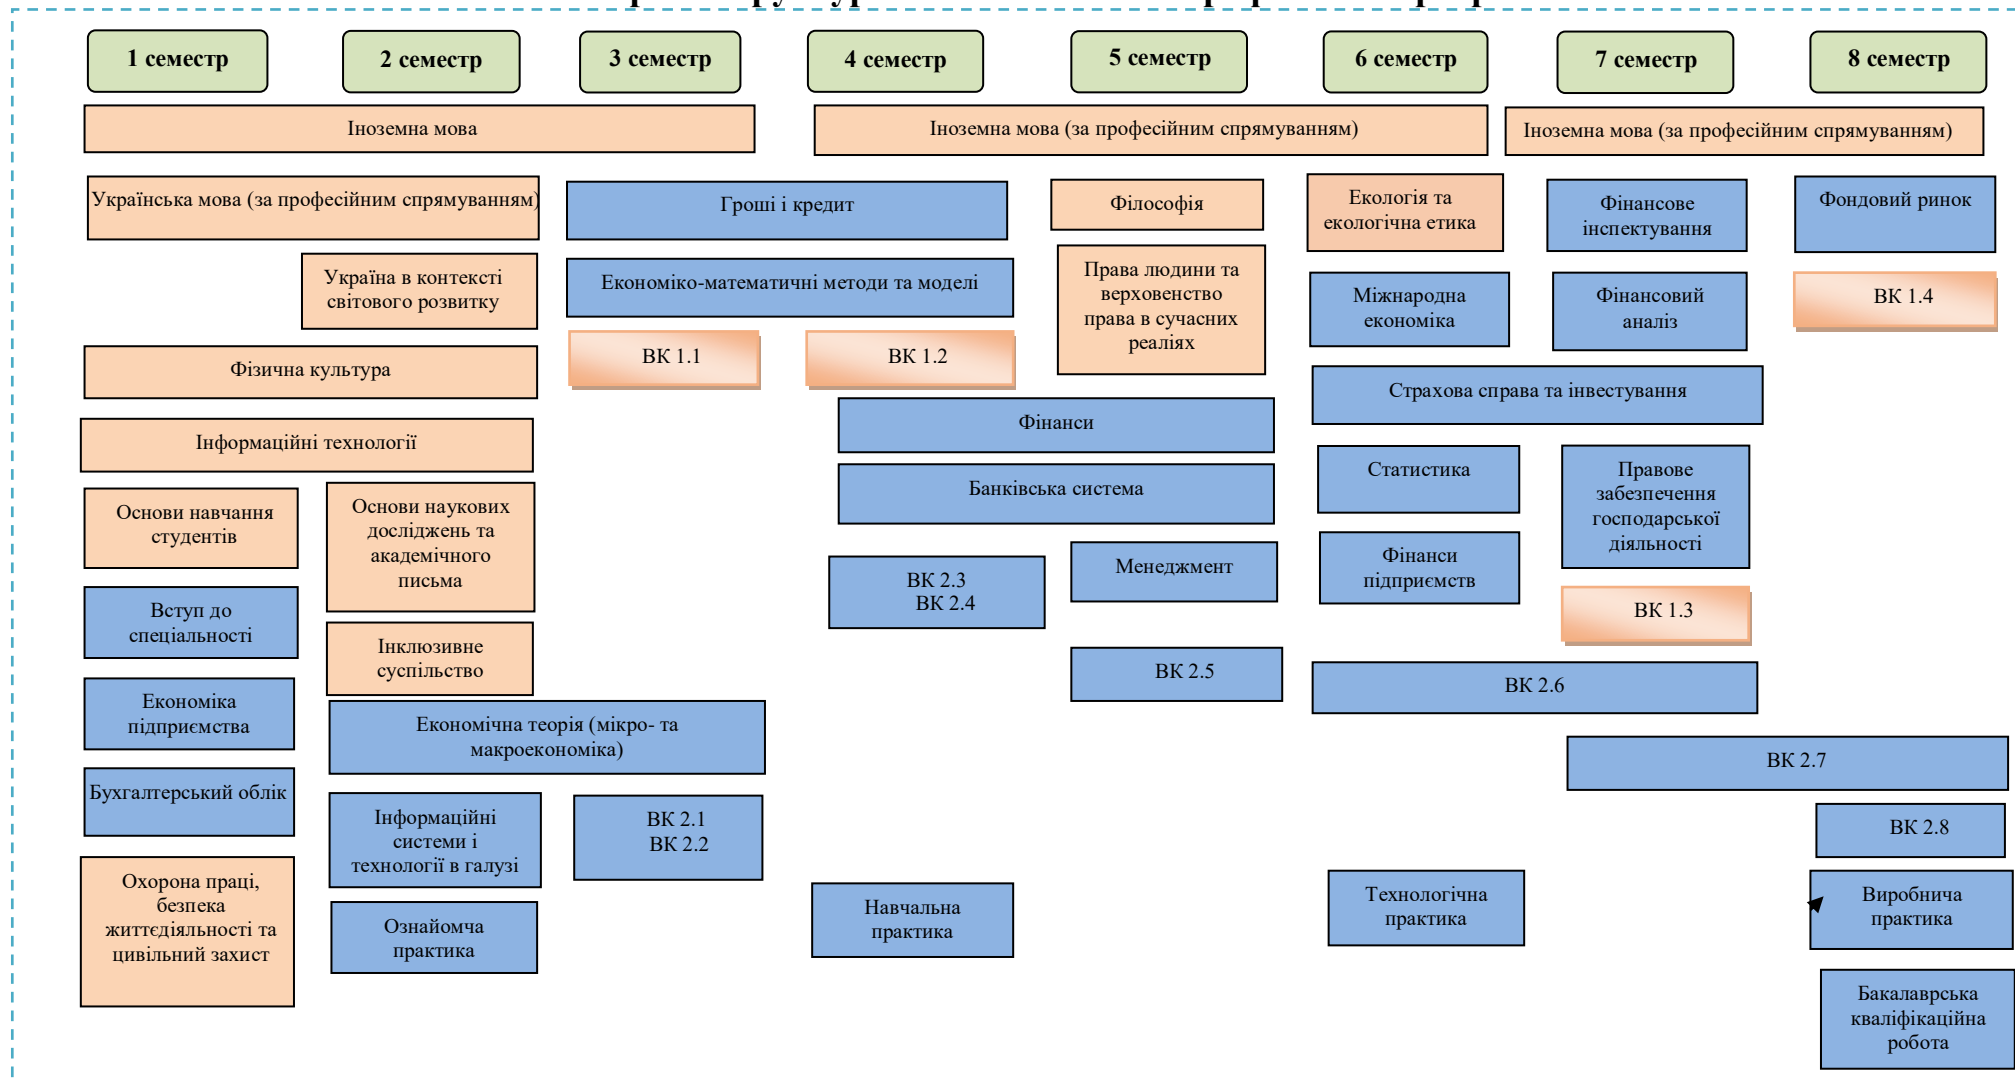 1 семестр
2 семестр
3 семестр
4 семестр
5 семестр
6 семестр
7 семестр
8 семестр
Іноземна мова
Іноземна мова (за професійним спрямуванням)
Іноземна мова (за професійним спрямуванням)
Українська мова (за професійним спрямуванням)
Гроші і кредит
Філософія
Екологія та
екологічна етика
Фінансове
інспектування
Фондовий ринок
Україна в контексті
світового розвитку
Економіко-математичні методи та моделі
Права людини та
верховенство
права в сучасних
реаліях
Міжнародна
економіка
Фінансовий
аналіз
ВК 1.4
Фізична культура
ВК 1.1
ВК 1.2
Страхова справа та інвестування
Інформаційні технології
Фінанси
Банківська система
Статистика
Правове
забезпечення
господарської
діяльності
Основи навчання
студентів
Основи наукових
досліджень та
академічного
письма
ВК 2.3
ВК 2.4
Менеджмент
Фінанси
підприємств
ВК 1.3
Вступ до
спеціальності
Інклюзивне
суспільство
ВК 2.5
ВК 2.6
Економіка
підприємства
Економічна теорія (мікро- та
макроекономіка)
ВК 2.7
Бухгалтерський облік
Інформаційні
системи і
технології в галузі
ВК 2.1
ВК 2.2
ВК 2.8
Охорона праці,
безпека
життєдіяльності та
цивільний захист
Ознайомча
практика
Навчальна
практика
Технологічна
практика
Виробнича
практика
Бакалаврська
кваліфікаційна
робота